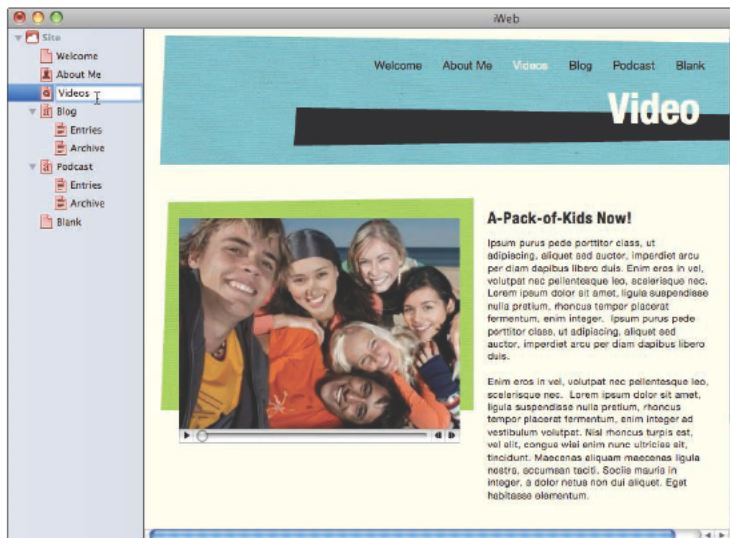 iWeb
Site
Welcome
About Me
Videos
Blog
Entries
Archive
Podcast
Entries
Archive
Blank
Welcome About Me Videos Blog Podcast Blank
Video
A-Pack-of-Kids Now!
Ipsum purus pede porttitor class, ut
adipiscing, aliquet sed auctor, imperdiet arcu
per diam dapibus libero duis. Enim eros in vel,
volutpat nec pellentesque leo, scelerisque nec.
Lorem ipsum dolor sit amet, ligula suspendisse
nulla pretium, rhoncus tempor placerat
fermentum, enim integer. Ipsum purus pede
porttitor class, ut adipiscing, aliquet sed
auctor, imperdiet arcu per diam dapibus libero
duis.
Enim eros in vel, volutpat nec pellentesque leo,
scelerisque nec. Lorem ipsum dolor sit amet,
ligula suspendisse nulla pretium, rhoncus
tempor placerat fermentum, enim integer ad
vestibulum volutpat. Nisl rhoncus turpis est,
vel elit, congue wisi enim nunc ultricies sit,
tincidunt. Maecenas aliquam maecenas ligula
nostra, accumsan taciti. Sociis mauris in
integer, a dolor netus non dui aliquet. Eget
habitasse elementum.